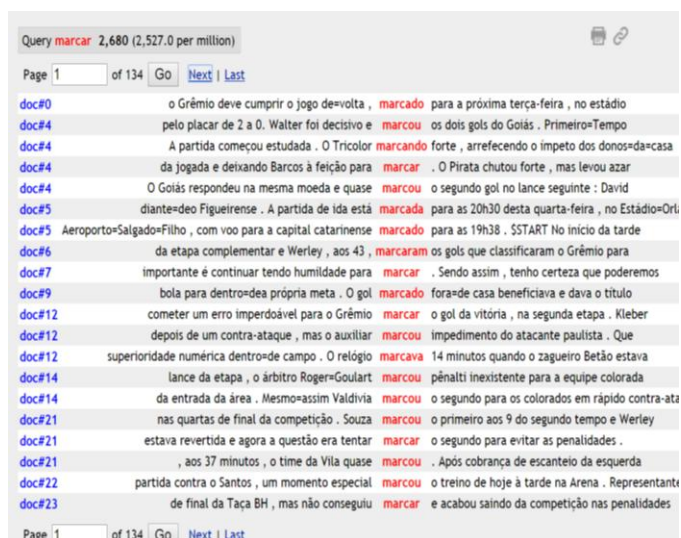 Query marcar 2,680 (2,527.0 per million)
Page 1 of 134 Go Next | Last
doc#0 o Grêmio deve cumprir o jogo de=volta , marcado para a próxima terça-feira , no estádio
doc#4 pelo placar de 2 a 0. Walter foi decisivo e marcou os dois gols do Goiás . Primeiro=Tempo
doc#4 A partida começou estudada . O Tricolor marcando forte , arrefecendo o ímpeto dos donos=da=casa
doc#4 da jogada e deixando Barcos à feição para marcar . O Pirata chutou forte , mas levou azar
doc#4 O Goiás respondeu na mesma moeda e quase marcou o segundo gol no lance seguinte : David
doc#5 diante=deo Figueirense . A partida de ida está marcada para as 20h30 desta quarta-feira , no Estádio=Orla
doc#5 Aeroporto=Salgado=Filho , com voo para a capital catarinense marcado para as 19h38 . $START No início da tarde
doc#6 da etapa complementar e Werley , aos 43 , marcaram os gols que classificaram o Grêmio para
doc#7 importante é continuar tendo humildade para marcar . Sendo assim , tenho certeza que poderemos
doc#9 bola para dentro=dea própria meta . O gol marcado fora=de casa beneficiava e dava o título
doc#12 cometer um erro imperdoável para o Grêmio marcar o gol da vitória , na segunda etapa . Kleber
doc#12 depois de um contra-ataque , mas o auxiliar marcou impedimento do atacante paulista . Que
doc#12 superioridade numérica dentro=de campo . O relógio marcava 14 minutos quando o zagueiro Betão estava
doc#14 lance da etapa , o árbitro Roger=Goulart marcou pênalti inexistente para a equipe colorada
doc#14 da entrada da área . Mesmo=assim Valdivia marcou o segundo para os colorados em rápido contra-ata
doc#21 nas quartas de final da competição . Souza marcou o primeiro aos 9 do segundo tempo e Werley
doc#21 estava revertida e agora a questão era tentar marcar o segundo para evitar as penalidades .
doc#21 , aos 37 minutos , o time da Vila quase marcou . Após cobrança de escanteio da esquerda
doc#22 partida contra o Santos , um momento especial marcou o treino de hoje à tarde na Arena . Representante
doc#23 de final da Taça BH , mas não conseguiu marcar e acabou saindo da competição nas penalidades
Page 1 of 134 Go Next | Last